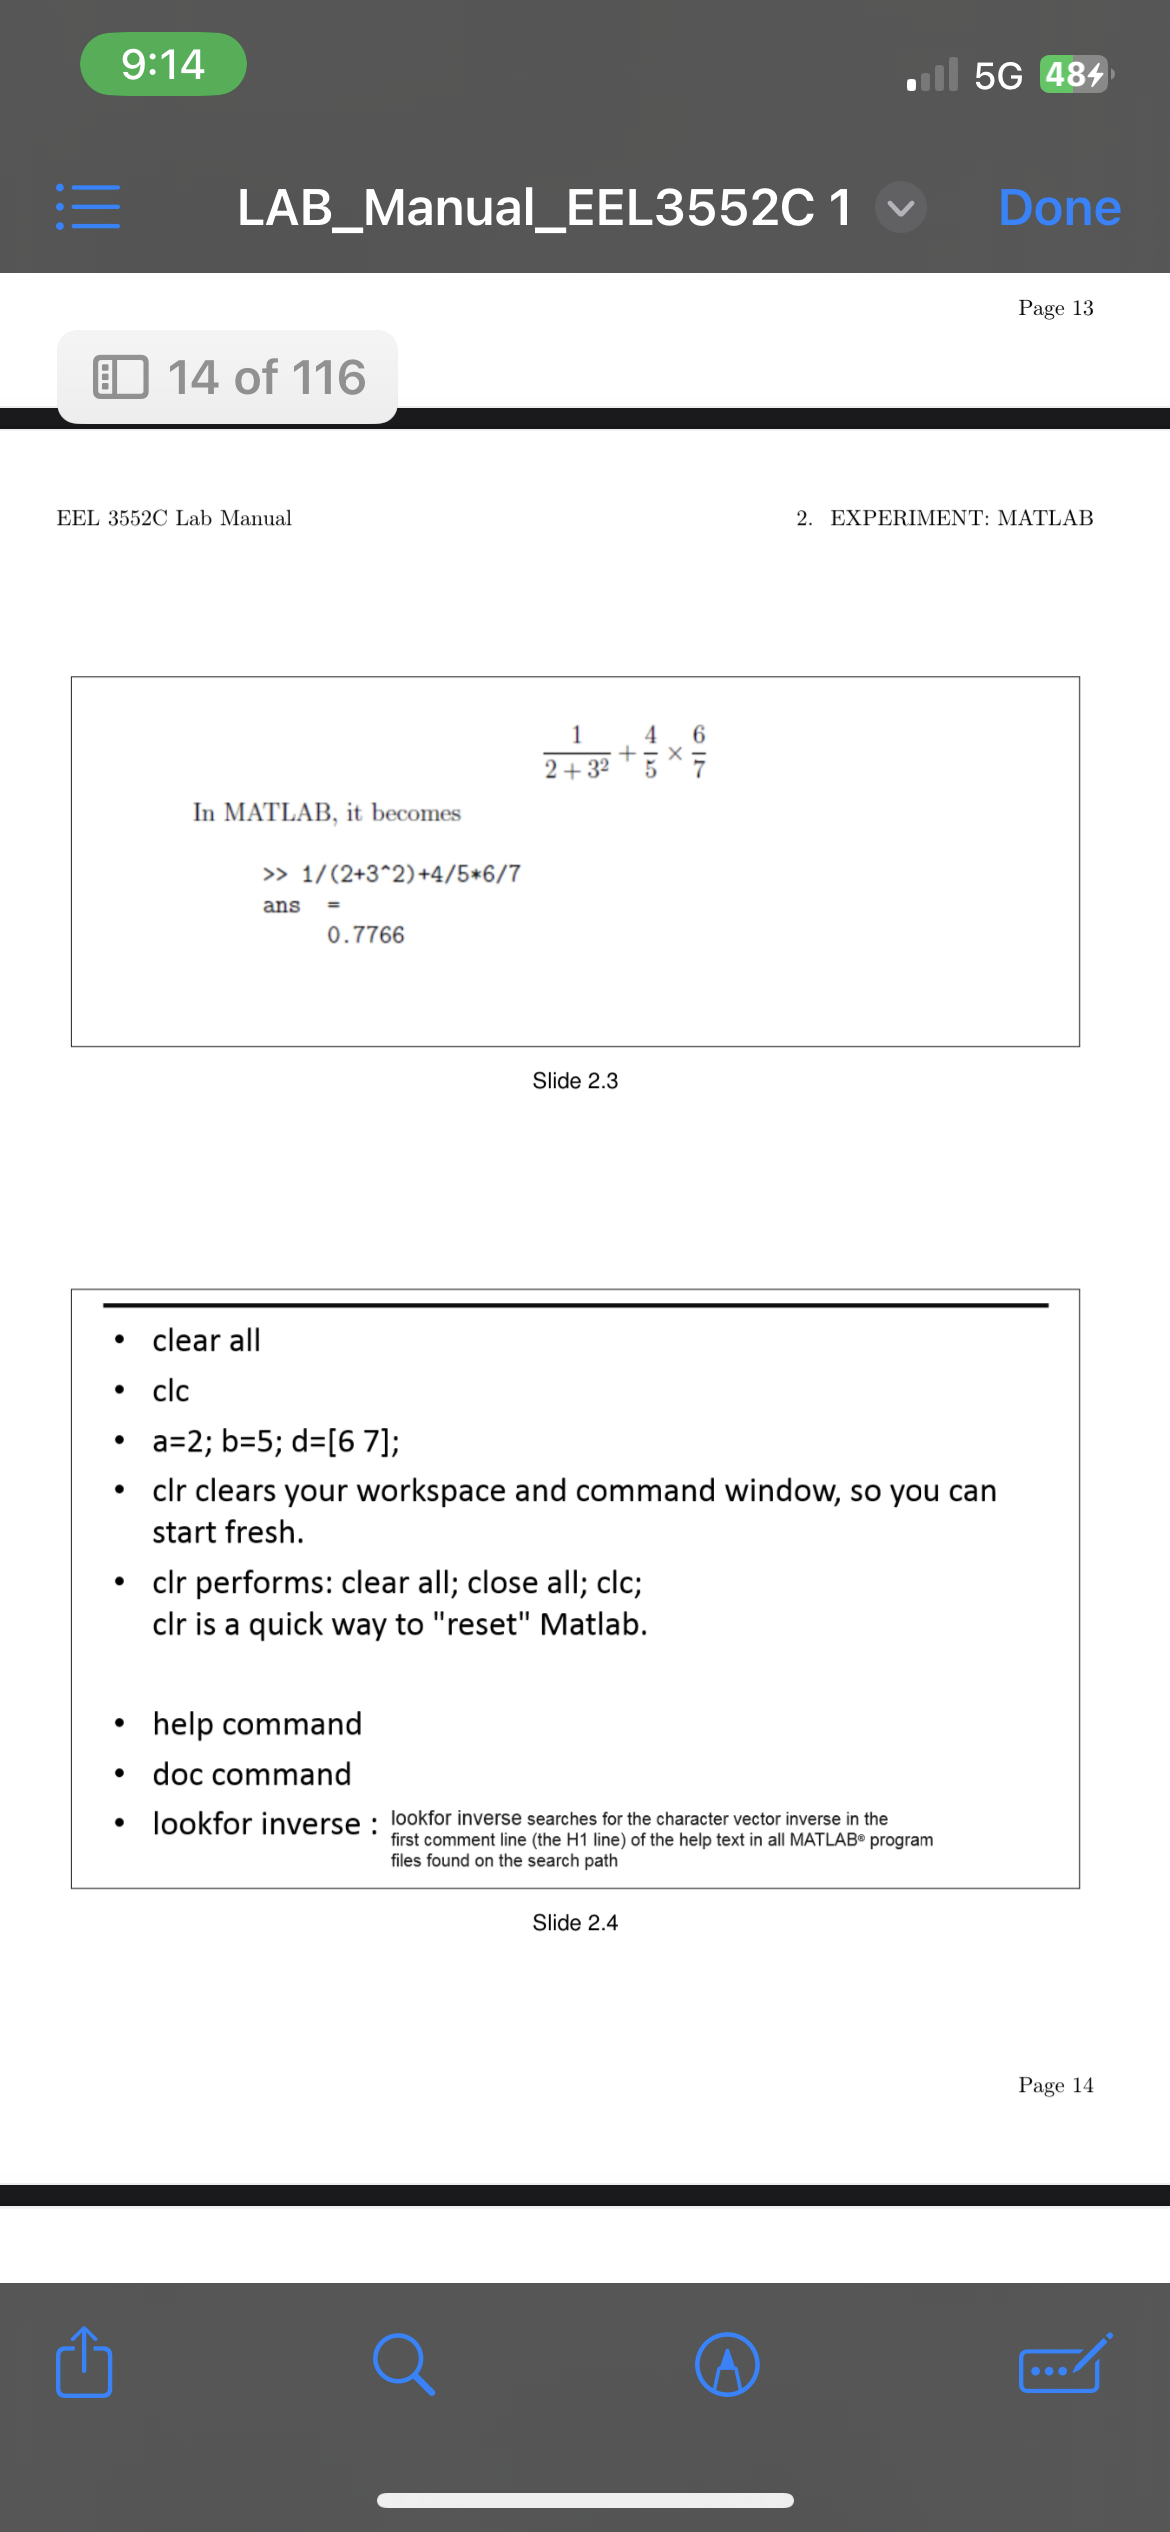 9:14
5G 48
LAB_Manual_EEL3552C 1
Done
Page 13
14 of 116
EEL 3552C Lab Manual
2. EXPERIMENT: MATLAB
1/(2 + 3²) + 4/5 × 6/7
In MATLAB, it becomes
>> 1/(2+3^2)+4/5*6/7
ans =
0.7766
Slide 2.3
• clear all
• clc
• a=2; b=5; d=[6 7];
• clr clears your workspace and command window, so you can
start fresh.
• clr performs: clear all; close all; clc;
clr is a quick way to "reset" Matlab.
• help command
• doc command
• lookfor inverse : lookfor inverse searches for the character vector inverse in the
first comment line (the H1 line) of the help text in all MATLAB® program
files found on the search path
Slide 2.4
Page 14